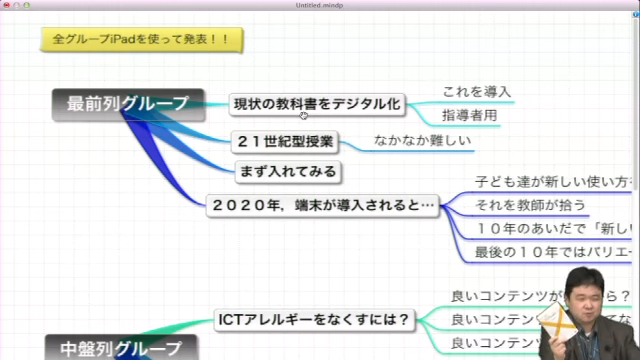 Untitled.mindp
全グループiPadを使って発表！！
最前列グループ
現状の教科書をデジタル化
これを導入
指導者用
２１世紀型授業
なかなか難しい
まず入れてみる
２０２０年，端末が導入されると…
子ども達が新しい使い方を
それを教師が拾う
１０年のあいだで「新しい
最後の１０年ではバリエー
中盤列グループ
ICTアレルギーをなくすには？
良いコンテンツが
ら？
良いコンテン
良いコンテンツ